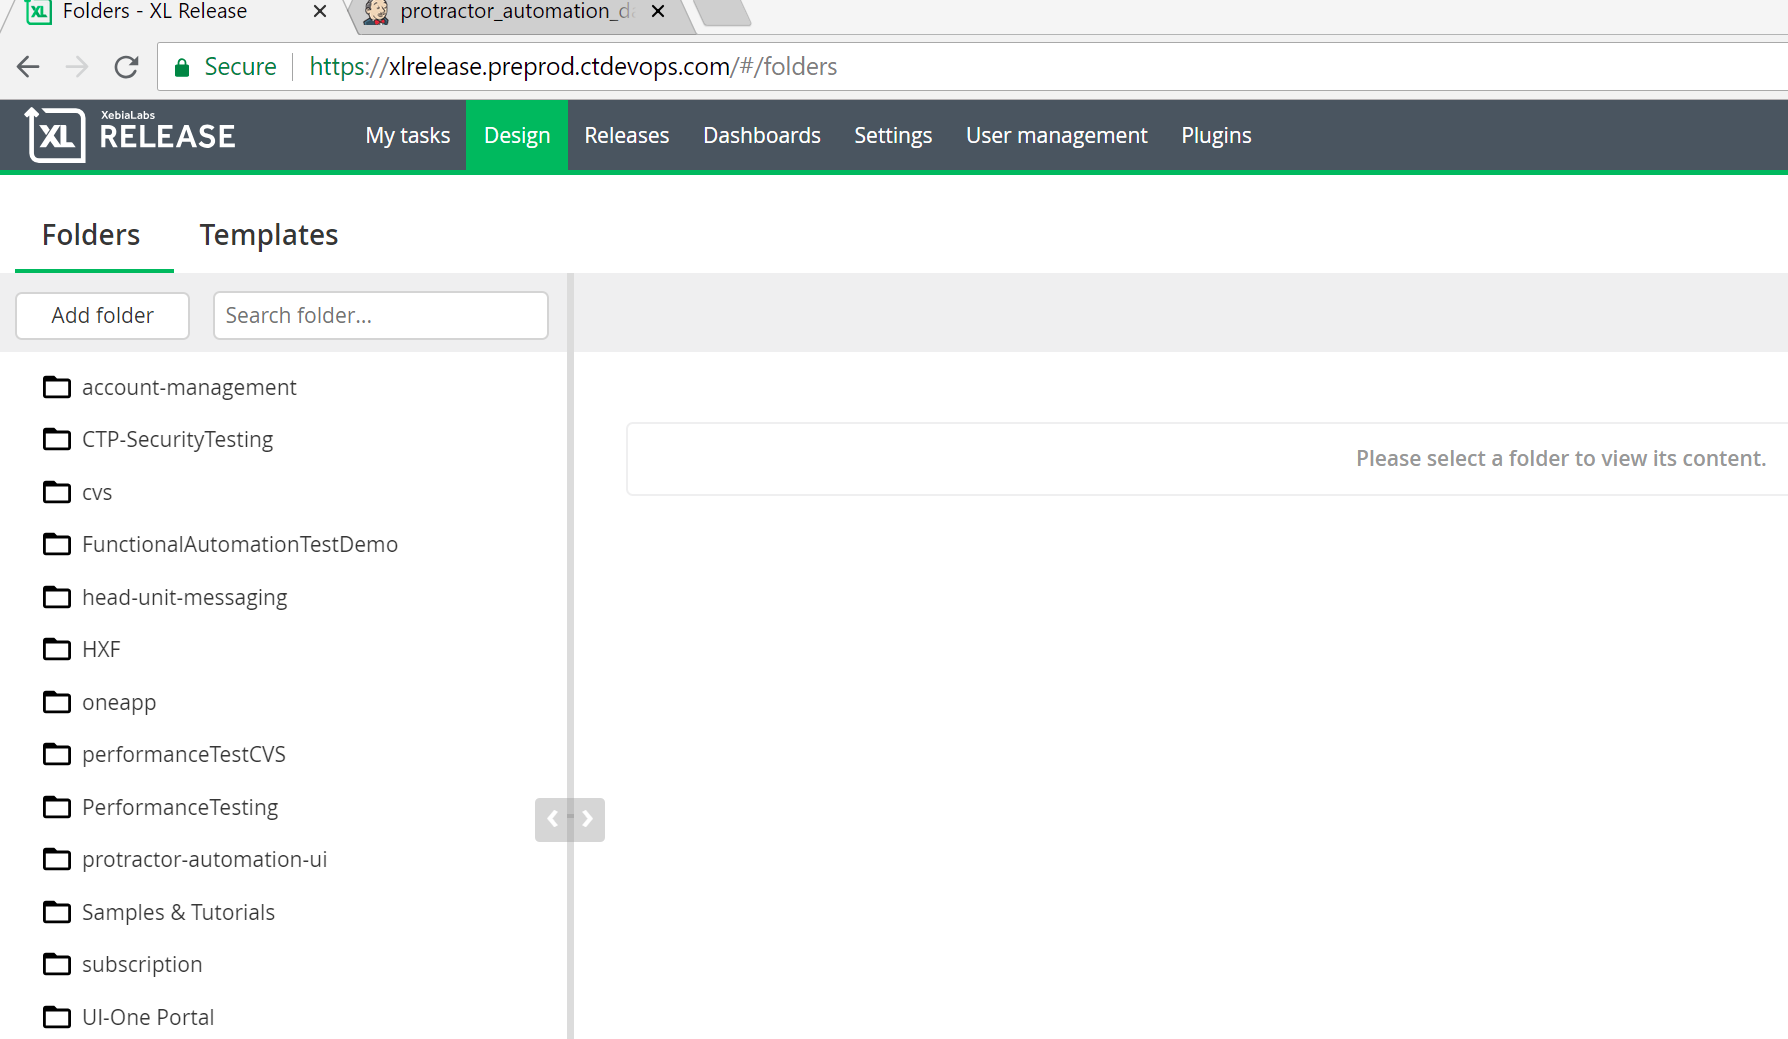 Folders - XL Release
protractor_automation_d
Secure
https://xlrelease.preprod.ctdevops.com/#/folders
XL
XebiaLabs
RELEASE
My tasks
Design
Releases
Dashboards
Settings
User management
Plugins
Folders
Templates
Add folder
Search folder...
account-management
CTP-SecurityTesting
cvs
FunctionalAutomationTestDemo
head-unit-messaging
HXF
oneapp
performanceTestCVS
PerformanceTesting
protractor-automation-ui
Samples & Tutorials
subscription
UI-One Portal
Please select a folder to view its content.